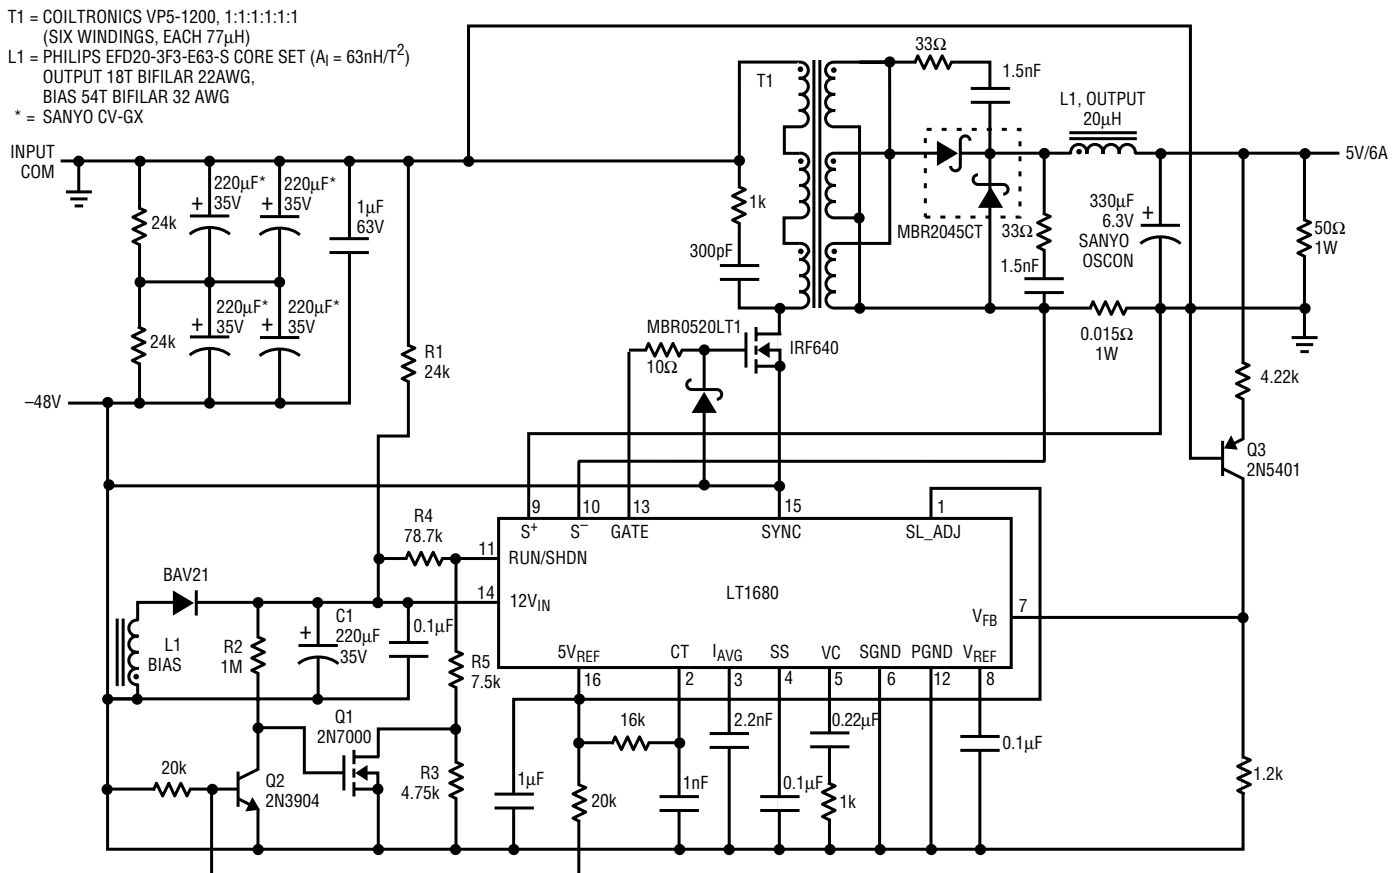 T1 = COILTRONICS VP5-1200, 1:1:1:1:1:1
(SIX WINDINGS, EACH 77µH)
L1 = PHILIPS EFD20-3F3-E63-S CORE SET (Al = 63nH/T2)
OUTPUT 18T BIFILAR 22AWG,
BIAS 54T BIFILAR 32 AWG
* = SANYO CV-GX
INPUT
COM
–48V
24k
24k
+
220µF*
35V
+
220µF*
35V
+
220µF*
35V
+
220µF*
35V
1µF
63V
R1
24k
1k
300pF
T1
33Ω
1.5nF
L1, OUTPUT
20µH
5V/6A
MBR2045CT
33Ω
1.5nF
330µF
6.3V
SANYO
OSCON
+
50Ω
1W
0.015Ω
1W
MBR0520LT1
10Ω
IRF640
4.22k
Q3
2N5401
R4
78.7k
9
10
13
15
1
S+
S–
GATE
SYNC
SL_ADJ
11
RUN/SHDN
14
12VIN
LT1680
7
VFB
BAV21
L1
BIAS
R2
1M
+
C1
220µF
35V
0.1µF
R5
7.5k
5VREF
CT
IAVG
SS
VC
SGND
PGND
VREF
16
2
3
4
5
6
12
8
Q1
2N7000
20k
Q2
2N3904
R3
4.75k
1µF
16k
20k
1nF
2.2nF
0.1µF
0.22µF
1k
0.1µF
1.2k